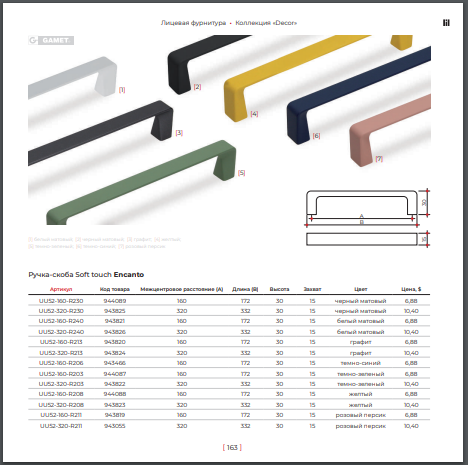 Лицевая фурнитура • Коллекция «Decor»
GAMET
[1]
[2]
[3]
[4]
[5]
[6]
[7]
30
A
B
15
[1] белый матовый, [2] черный матовый, [3] графит, [4] желтый,
[5] темно-зеленый, [6] темно-синий, [7] розовый персик
Ручка-скоба Soft touch Encanto
Артикул Код товара Межцентровое расстояние (A) Длина (B) Высота Захват Цвет Цена, $
UU52-160-R230 944089 160 172 30 15 черный матовый 6,88
UU52-320-R230 943825 320 332 30 15 черный матовый 10,40
UU52-160-R240 943821 160 172 30 15 белый матовый 6,88
UU52-320-R240 943826 320 332 30 15 белый матовый 10,40
UU52-160-R213 943820 160 172 30 15 графит 6,88
UU52-320-R213 943824 320 332 30 15 графит 10,40
UU52-160-R206 943466 160 172 30 15 темно-синий 6,88
UU52-160-R203 944087 160 172 30 15 темно-зеленый 6,88
UU52-320-R203 943822 320 332 30 15 темно-зеленый 10,40
UU52-160-R208 944088 160 172 30 15 желтый 6,88
UU52-320-R208 943823 320 332 30 15 желтый 10,40
UU52-160-R211 943819 160 172 30 15 розовый персик 6,88
UU52-320-R211 943055 320 332 30 15 розовый персик 10,40
[ 163 ]